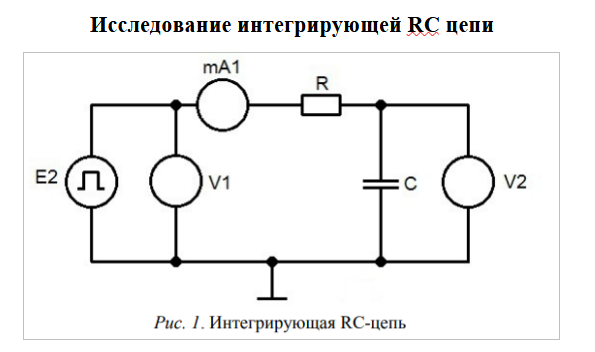 Исследование интегрирующей RC цепи
mA1
R
E2
V1
C
V2
Рис. 1. Интегрирующая RC-цепь